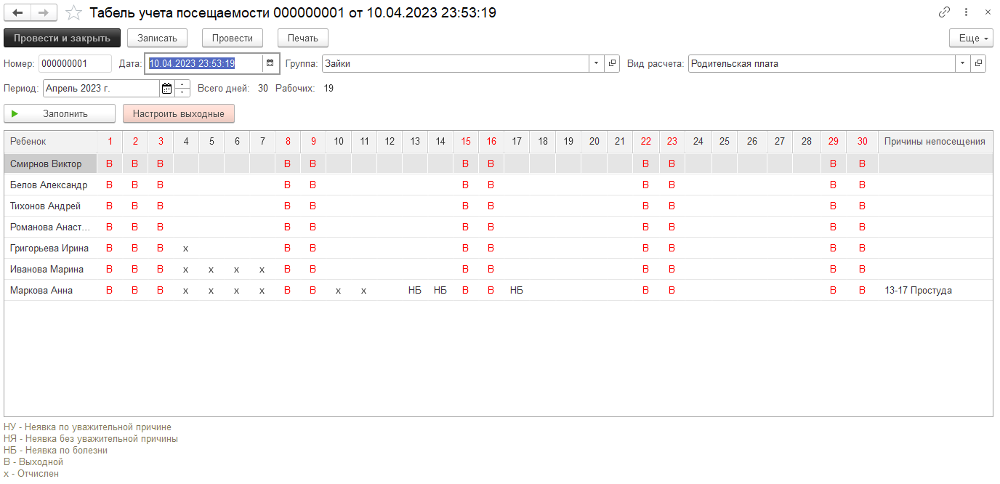 Табель учета посещаемости 000000001 от 10.04.2023 23:53:19
Провести и закрыть Записать Провести Печать Еще
Номер: 000000001 Дата: 10.04.2023 23:53:19 Группа: Зайки Вид расчета: Родительская плата
Период: Апрель 2023 г. Всего дней: 30 Рабочих: 19
Заполнить Настроить выходные
Ребенок 1 2 3 4 5 6 7 8 9 10 11 12 13 14 15 16 17 18 19 20 21 22 23 24 25 26 27 28 29 30 Причины непосещения
Смирнов Виктор В В В В В В В В В В В
Белов Александр В В В В В В В В В В В
Тихонов Андрей В В В В В В В В В В В
Романова Анаст... В В В В В В В В В В В
Григорьева Ирина В В В x В В В В В В В В
Иванова Марина В В В x x x x В В В В В В В В
Маркова Анна В В В x x x x В В x x НБ НБ В В НБ В В В В 13-17 Простуда
НУ - Неявка по уважительной причине
НЯ - Неявка без уважительной причины
НБ - Неявка по болезни
В - Выходной
x - Отчислен